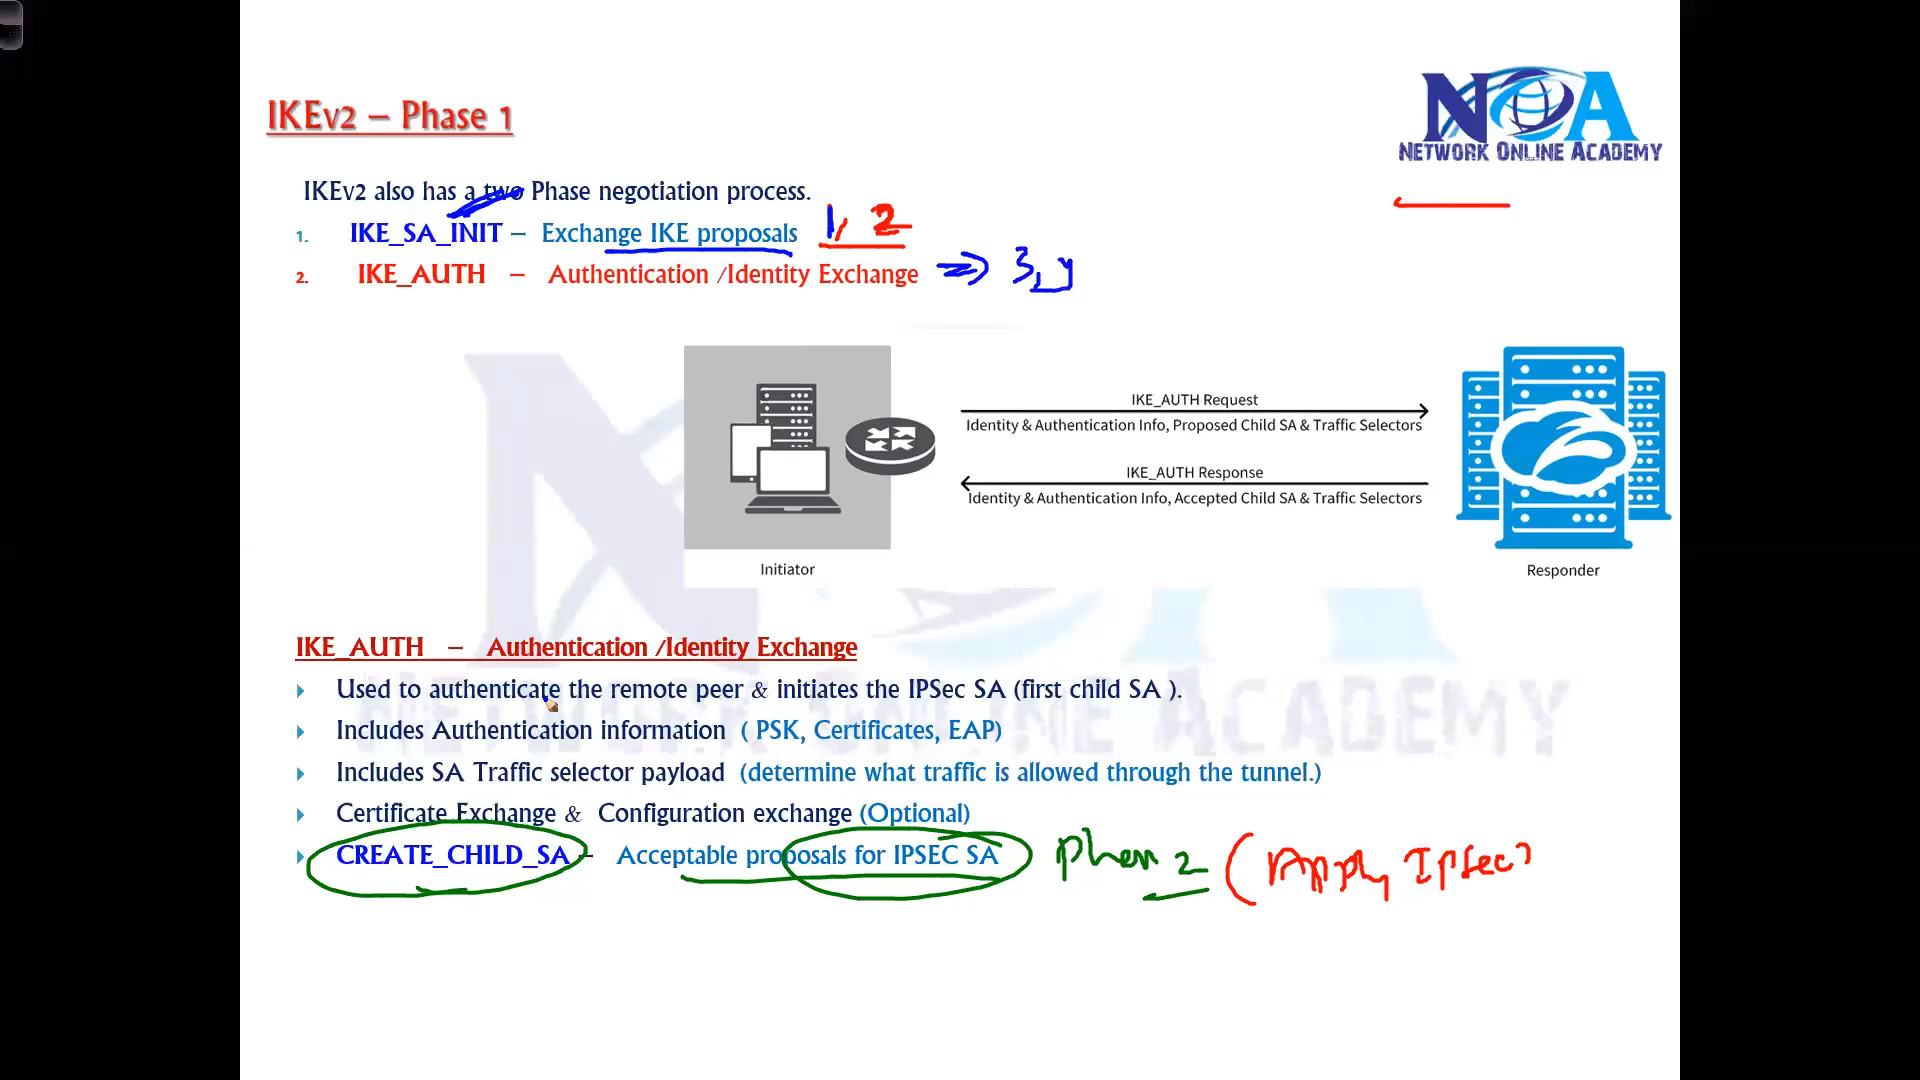 IKEv2 – Phase 1
NOA
NETWORK ONLINE ACADEMY
IKEv2 also has a two Phase negotiation process.
1. IKE_SA_INIT – Exchange IKE proposals 1, 2
2. IKE_AUTH – Authentication /Identity Exchange => 3, 4
IKE_AUTH Request
Identity & Authentication Info, Proposed Child SA & Traffic Selectors
IKE_AUTH Response
Identity & Authentication Info, Accepted Child SA & Traffic Selectors
Initiator
Responder
IKE_AUTH – Authentication /Identity Exchange
Used to authenticate the remote peer & initiates the IPSec SA (first child SA ).
Includes Authentication information ( PSK, Certificates, EAP)
Includes SA Traffic selector payload (determine what traffic is allowed through the tunnel.)
Certificate Exchange & Configuration exchange (Optional)
CREATE_CHILD_SA – Acceptable proposals for IPSEC SA 2 (Apply IPsec)
NETWORK ONLINE ACADEMY